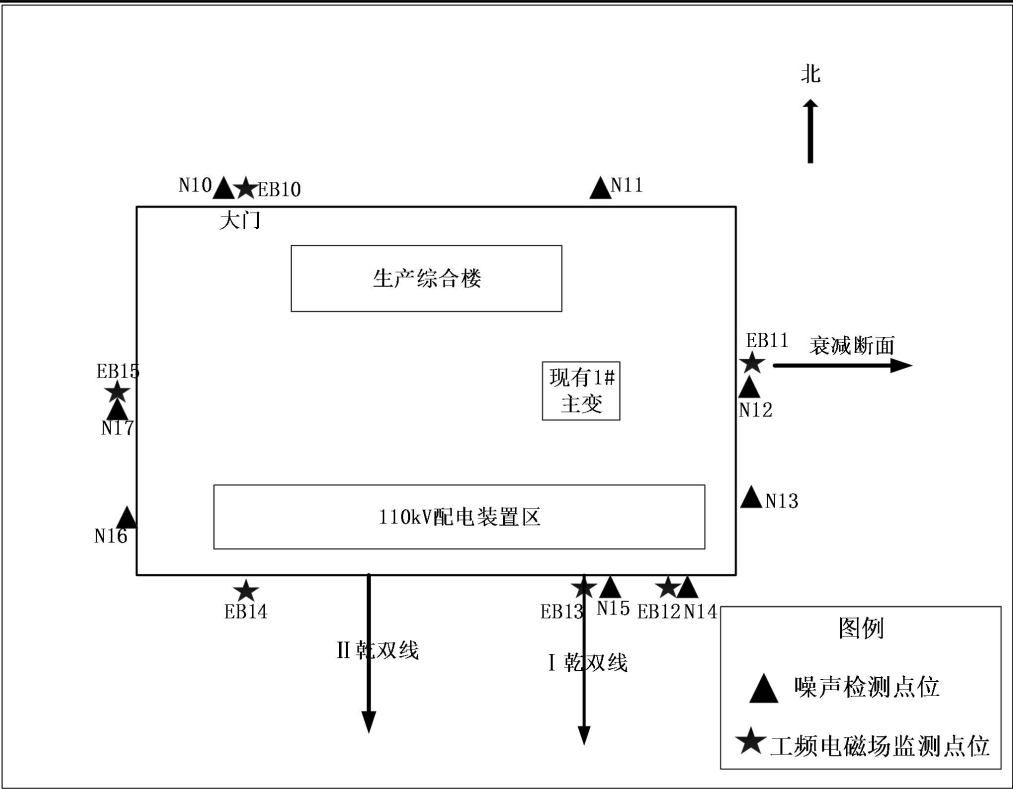 北
N10
EB10
N11
大门
生产综合楼
EB11
衰减断面
EB15
现有1#
主变
N12
N17
N13
110kV配电装置区
N16
EB14
EB13
N15
EB12
N14
图例
Ⅱ乾双线
Ⅰ乾双线
噪声检测点位
工频电磁场监测点位